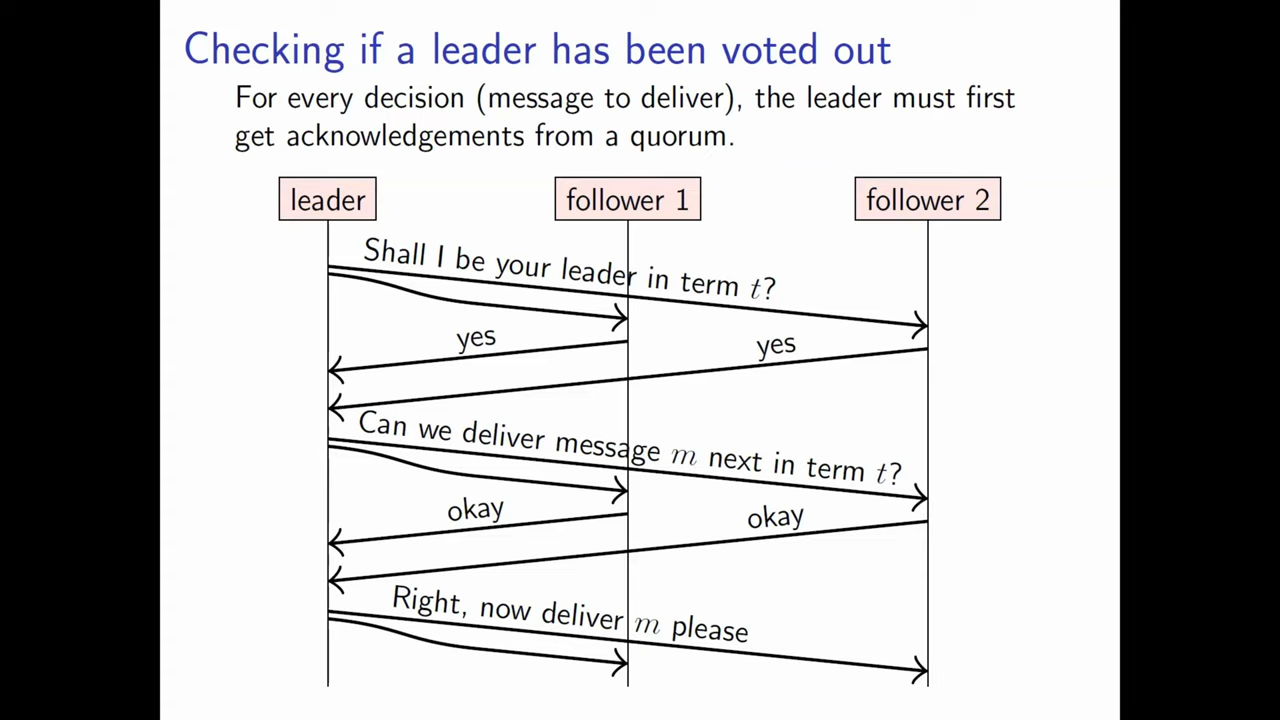 Checking if a leader has been voted out
For every decision (message to deliver), the leader must first
get acknowledgements from a quorum.
leader
follower 1
follower 2
Shall I be your leader in term t?
yes
yes
Can we deliver message m next in term t?
okay
okay
Right, now deliver m please